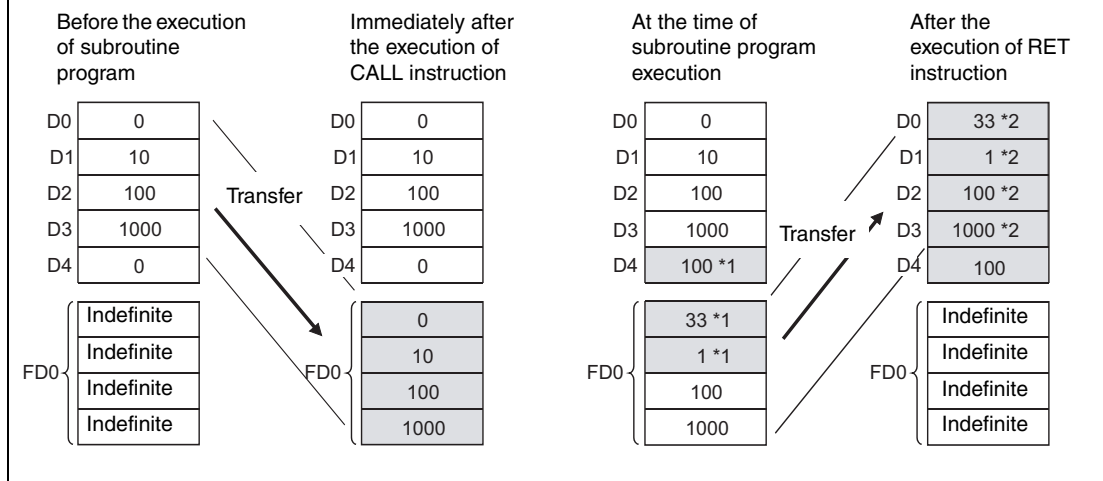 Before the execution
of subroutine
program
D0 0
D1 10
D2 100
D3 1000
D4 0
FD0
Indefinite
Indefinite
Indefinite
Indefinite
Transfer
Immediately after
the execution of
CALL instruction
D0 0
D1 10
D2 100
D3 1000
D4 0
FD0
0
10
100
1000
At the time of
subroutine program
execution
D0 0
D1 10
D2 100
D3 1000
D4 100 *1
FD0
33 *1
1 *1
100
1000
Transfer
After the
execution of RET
instruction
D0 33 *2
D1 1 *2
D2 100 *2
D3 1000 *2
D4 100
FD0
Indefinite
Indefinite
Indefinite
Indefinite